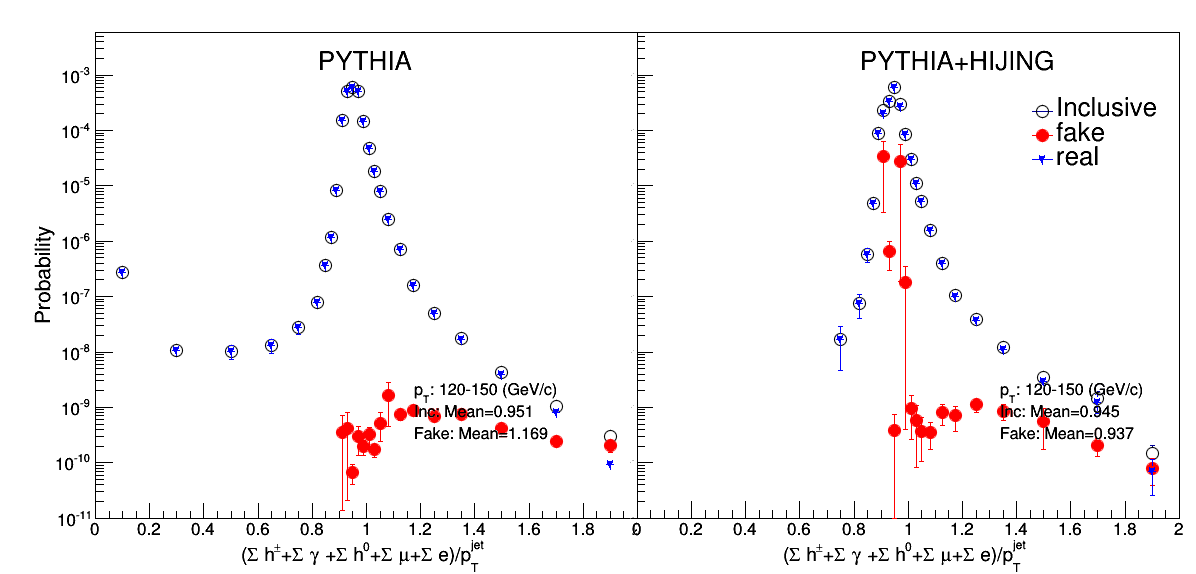 PYTHIA
PYTHIA+HIJING
Inclusive
fake
real
Probability
10⁻³
10⁻⁴
10⁻⁵
10⁻⁶
10⁻⁷
10⁻⁸
10⁻⁹
10⁻¹⁰
10⁻¹¹
p_T: 120-150 (GeV/c)
Inc: Mean=0.951
Fake: Mean=1.169
p_T: 120-150 (GeV/c)
Inc: Mean=0.945
Fake: Mean=0.937
0 0.2 0.4 0.6 0.8 1 1.2 1.4 1.6 1.8 2
0 0.2 0.4 0.6 0.8 1 1.2 1.4 1.6 1.8 2
(Σ h±+Σ γ +Σ h⁰+Σ μ+Σ e)/p_T^jet
(Σ h±+Σ γ +Σ h⁰+Σ μ+Σ e)/p_T^jet